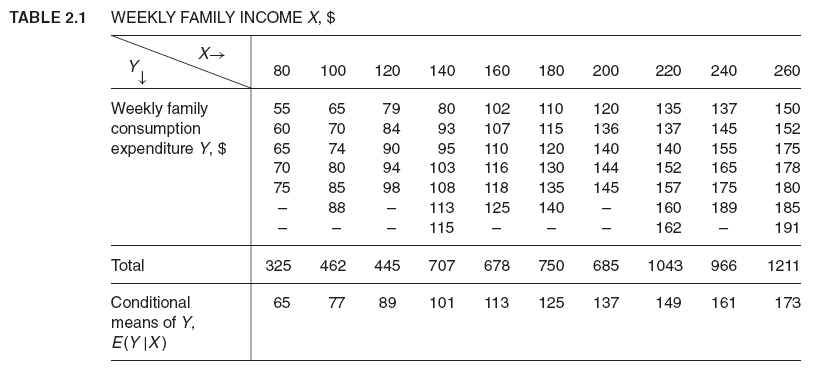 TABLE 2.1 WEEKLY FAMILY INCOME X, $
X→
Y↓ 80 100 120 140 160 180 200 220 240 260
Weekly family 55 65 79 80 102 110 120 135 137 150
consumption 60 70 84 93 107 115 136 137 145 152
expenditure Y, $ 65 74 90 95 110 120 140 140 155 175
70 80 94 103 116 130 144 152 165 178
75 85 98 108 118 135 145 157 175 180
– 88 – 113 125 140 – 160 189 185
– – – 115 – – – 162 – 191
Total 325 462 445 707 678 750 685 1043 966 1211
Conditional 65 77 89 101 113 125 137 149 161 173
means of Y,
E(Y|X)